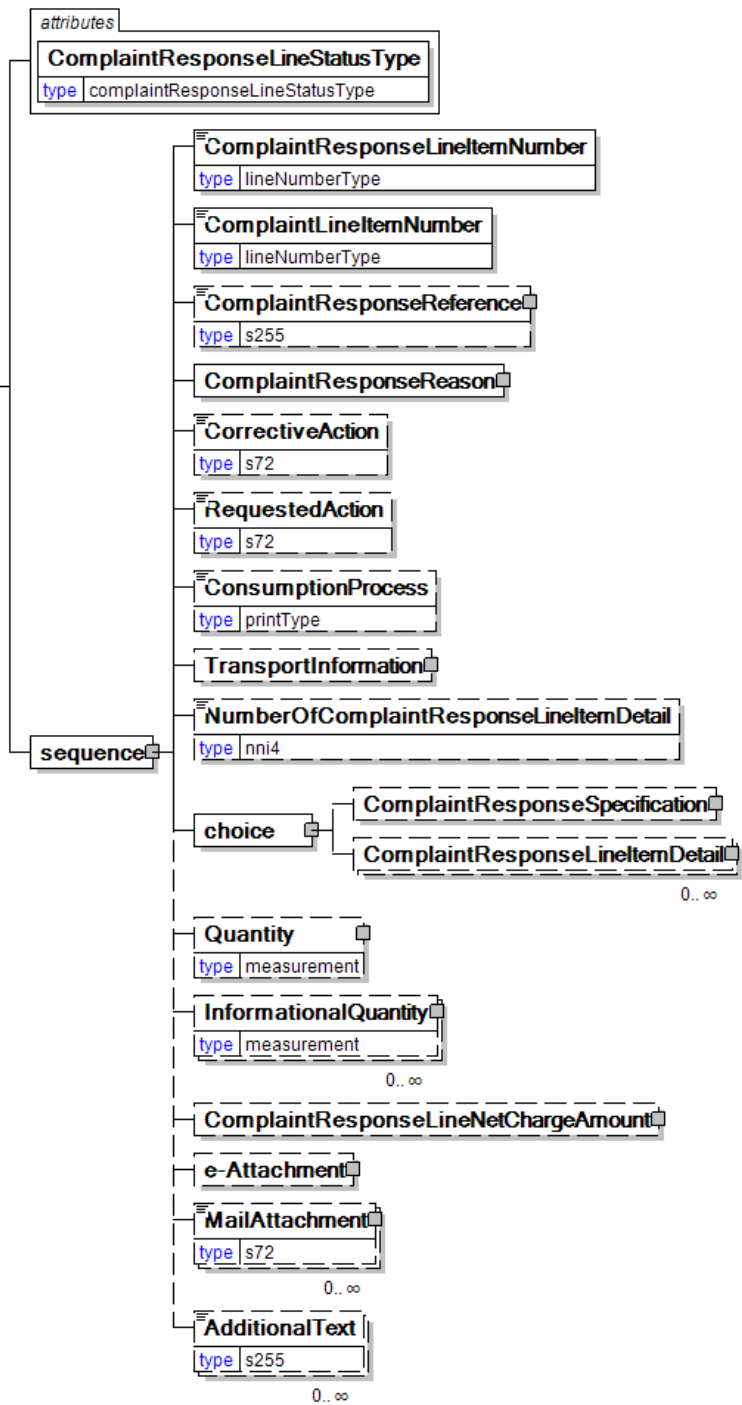 attributes
ComplaintResponseLineStatusType
type complaintResponseLineStatusType
ComplaintResponseLineItemNumber
type lineNumberType
ComplaintLineItemNumber
type lineNumberType
ComplaintResponseReference
type s255
ComplaintResponseReason
CorrectiveAction
type s72
RequestedAction
type s72
ConsumptionProcess
type printType
TransportInformation
NumberOfComplaintResponseLineItemDetail
type nni4
sequence
choice
ComplaintResponseSpecification
ComplaintResponseLineItemDetail
0.. ∞
Quantity
type measurement
InformationalQuantity
type measurement
0.. ∞
ComplaintResponseLineNetChargeAmount
e-Attachment
MailAttachment
type s72
0.. ∞
AdditionalText
type s255
0.. ∞